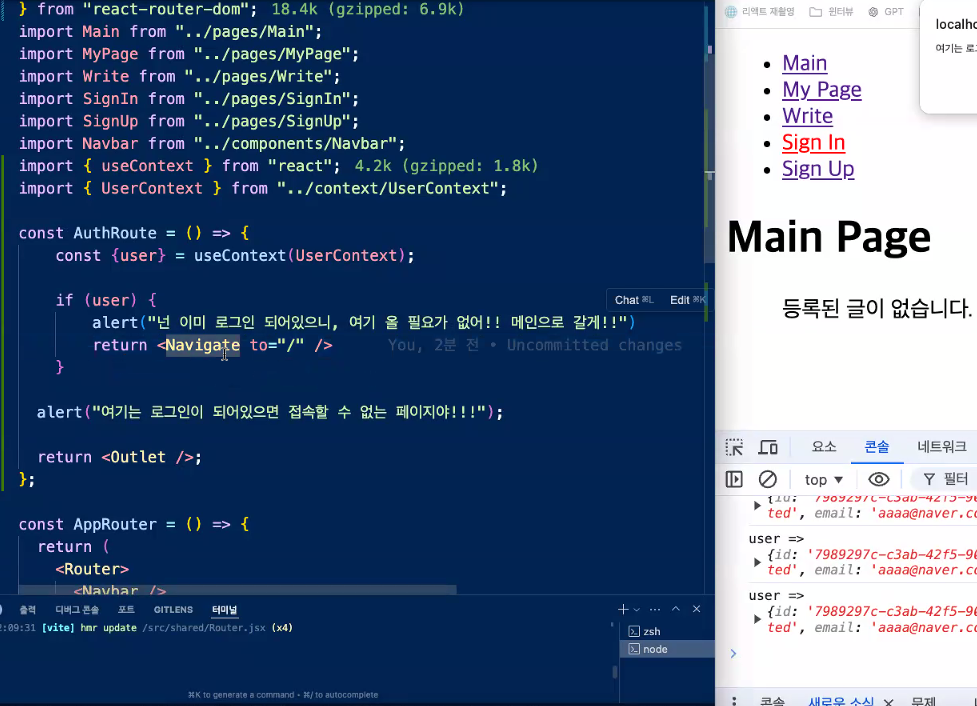 } from "react-router-dom"; 18.4k (gzipped: 6.9k)
import Main from "../pages/Main";
import MyPage from "../pages/MyPage";
import Write from "../pages/Write";
import SignIn from "../pages/SignIn";
import SignUp from "../pages/SignUp";
import Navbar from "../components/Navbar";
import { useContext } from "react"; 4.2k (gzipped: 1.8k)
import { UserContext } from "../context/UserContext";
const AuthRoute = () => {
const {user} = useContext(UserContext);
if (user) {
Chat ⌘L Edit ⌘K
alert("넌 이미 로그인 되어있으니, 여기 올 필요가 없어!! 메인으로 갈게!!")
return <Navigate to="/" /> You, 2분 전 • Uncommitted changes
}
alert("여기는 로그인이 되어있으면 접속할 수 없는 페이지야!!!");
return <Outlet />;
};
const AppRouter = () => {
return (
<Router>
<Navbar />
출력 디버그 콘솔 포트 GITLENS 터미널
:09:31 [vite] hmr update /src/shared/Router.jsx (x4)
zsh
node
⌘K to generate a command • ⌘/ to autocomplete
리액트 재촬영 윈터뷰 GPT
localho
여기는 로
Main
My Page
Write
Sign In
Sign Up
Main Page
등록된 글이 없습니다.
요소 콘솔 네트워크
top ▼ 필터
{id: '7989297c-c3ab-42f5-96
ted', email: 'aaaa@naver.co
user =>
{id: '7989297c-c3ab-42f5-96
ted', email: 'aaaa@naver.co
user =>
{id: '7989297c-c3ab-42f5-96
ted', email: 'aaaa@naver.co
콘솔 새로운 소식 × 문제